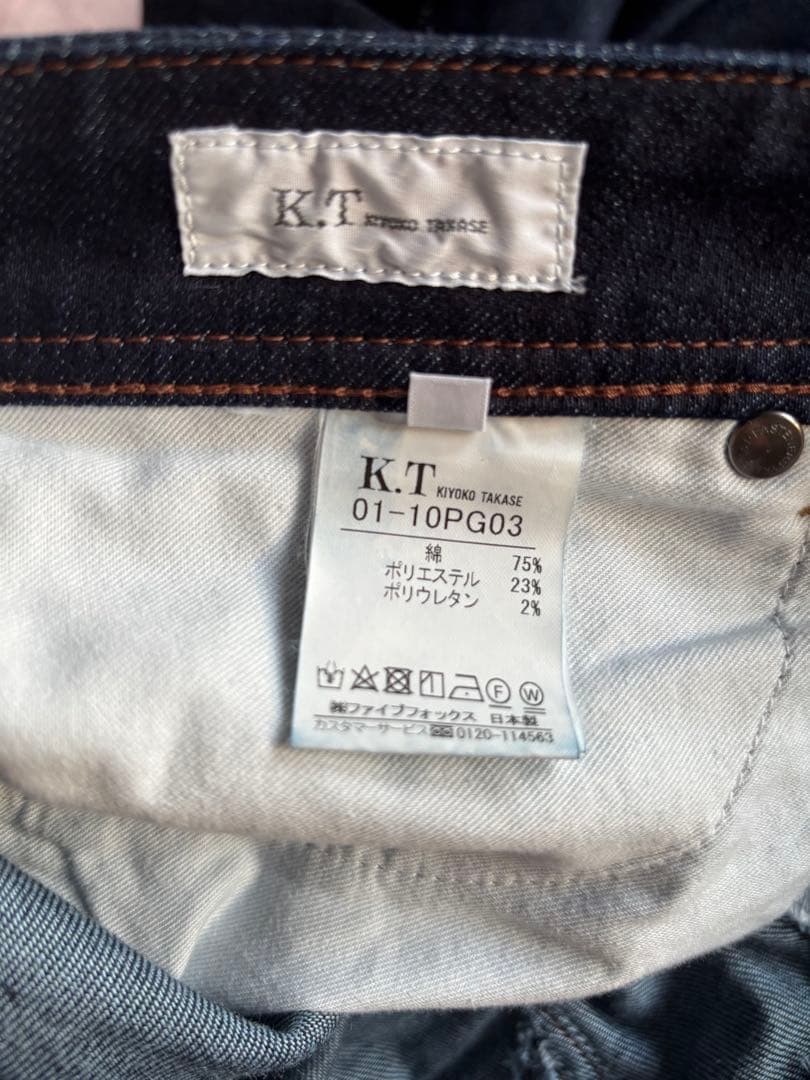 K.T KIYOKO TAKASE
K.T KIYOKO TAKASE
01-10PG03
綿 75%
ポリエステル 23%
ポリウレタン 2%
F W
㈱ファイブフォックス 日本製
カスタマーサービス 0120-114563